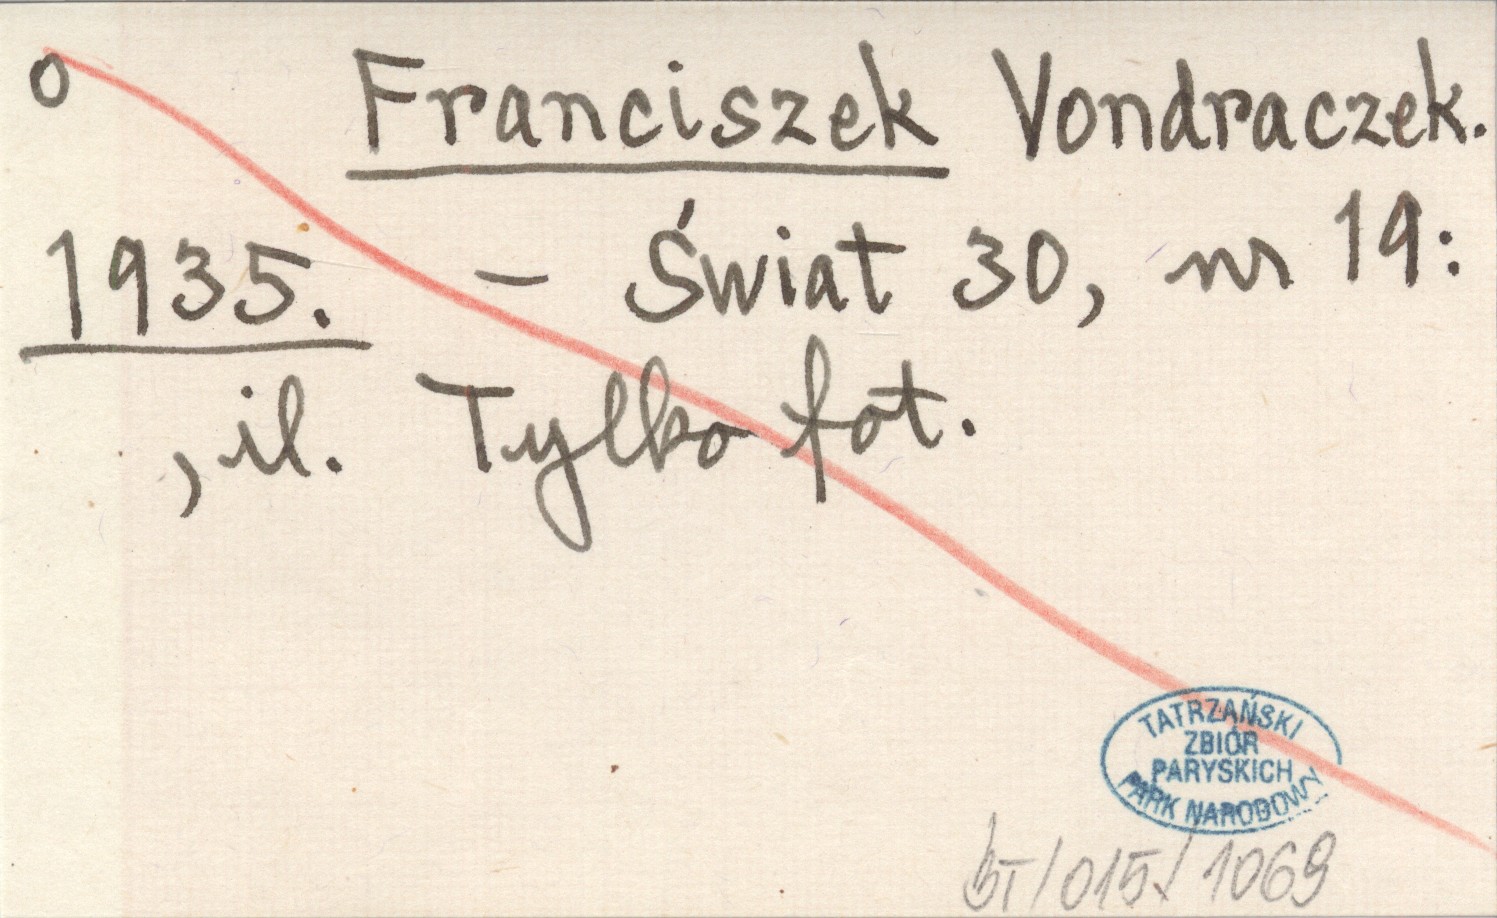 o Franciszek Vondraczek.
1935. - Świat 30, nr 19:
, il. Tylko fot.
TATRZAŃSKI
ZBIÓR
PARYSKICH
PARK NARODOWY
bT/015/1069